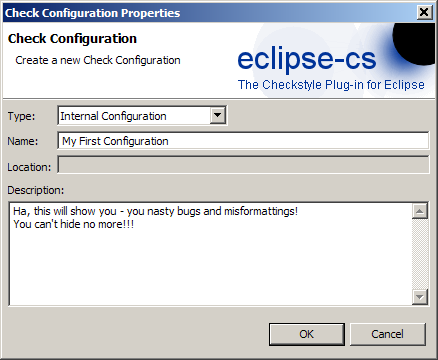 Check Configuration Properties
Check Configuration
Create a new Check Configuration
eclipse-cs
The Checkstyle Plug-in for Eclipse
Type: Internal Configuration
Name: My First Configuration
Location:
Description:
Ha, this will show you - you nasty bugs and misformattings!
You can't hide no more!!!
OK Cancel